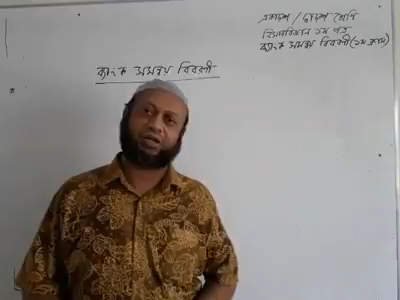 একাদশ / দ্বাদশ শ্রেণি
হিসাববিজ্ঞান ১ম পত্র
ব্যাংক সমন্বয় বিবরণী (১ম ক্লাস)
ব্যাংক সমন্বয় বিবরণী